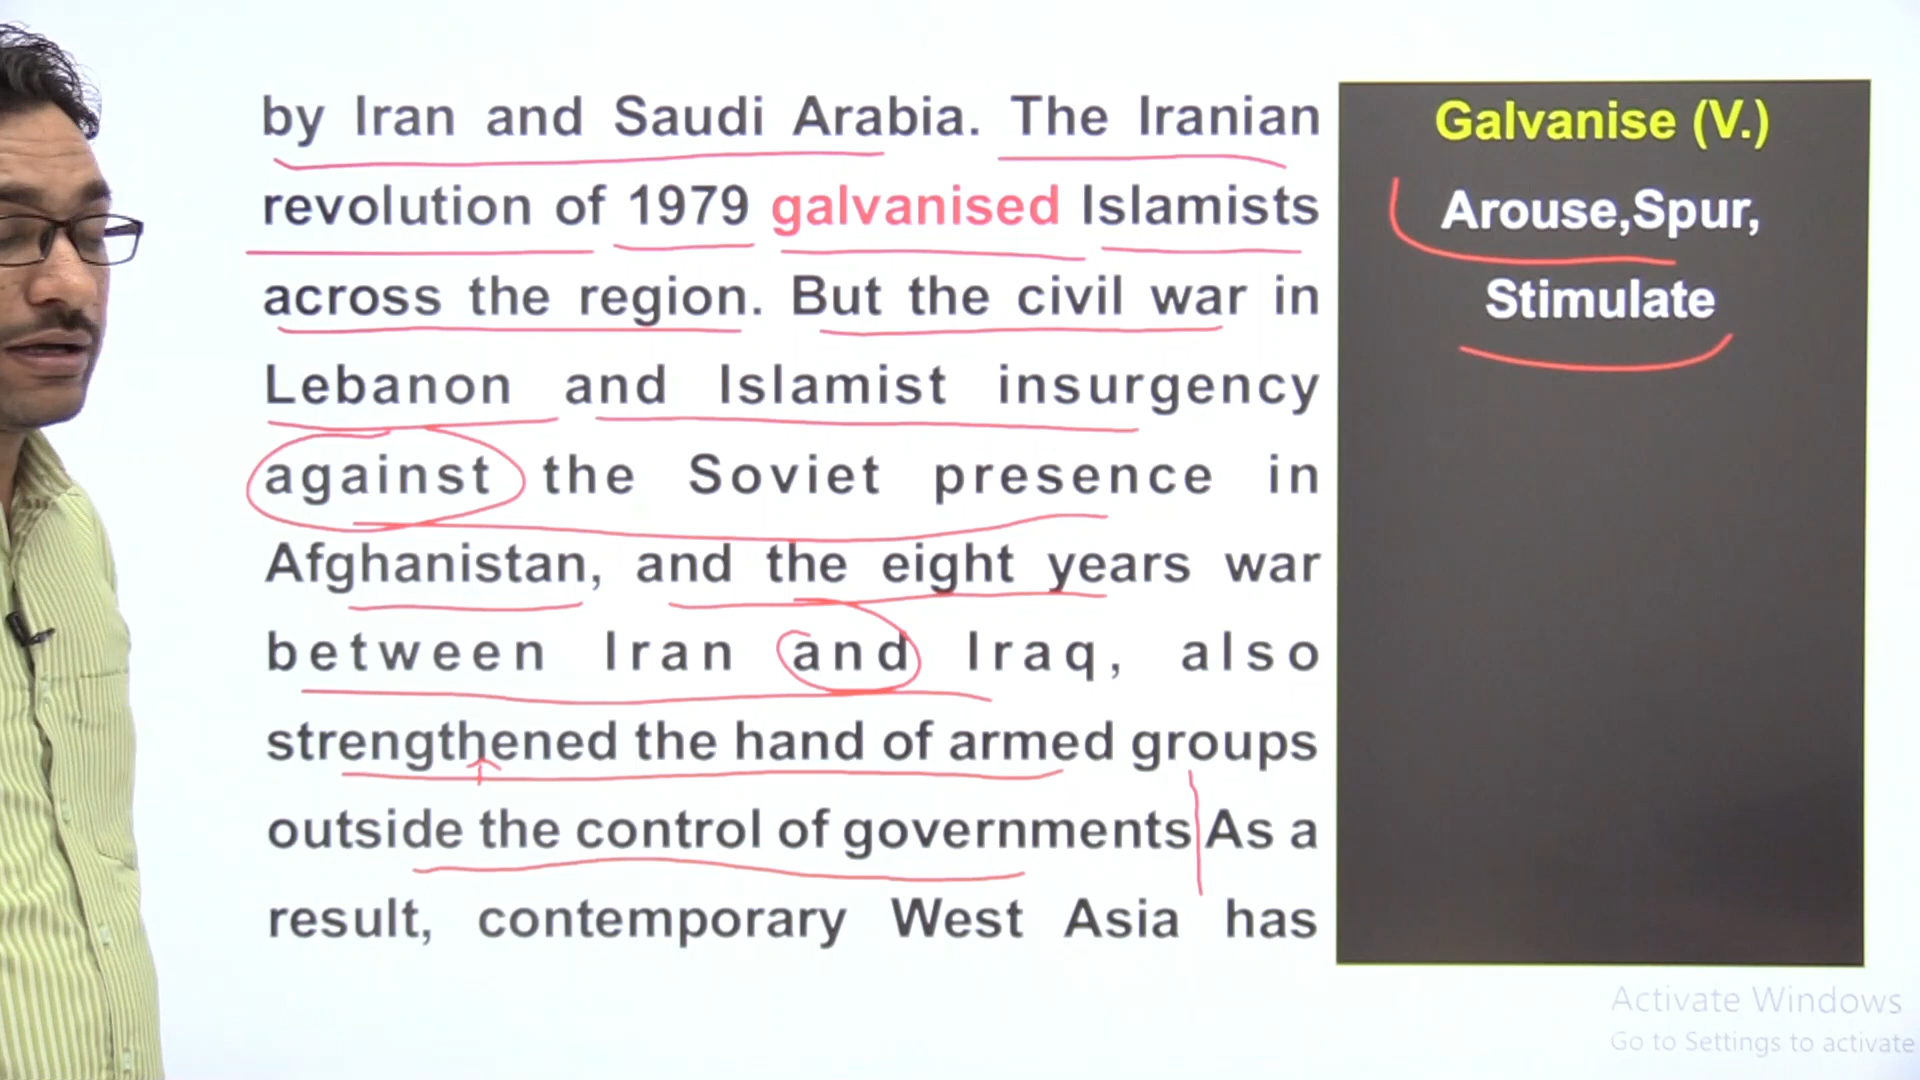 by Iran and Saudi Arabia. The Iranian
revolution of 1979 galvanised Islamists
across the region. But the civil war in
Lebanon and Islamist insurgency
against the Soviet presence in
Afghanistan, and the eight years war
between Iran and Iraq, also
strengthened the hand of armed groups
outside the control of governments As a
result, contemporary West Asia has
Galvanise (V.)
Arouse,Spur,
Stimulate
Activate Windows
Go to Settings to activate